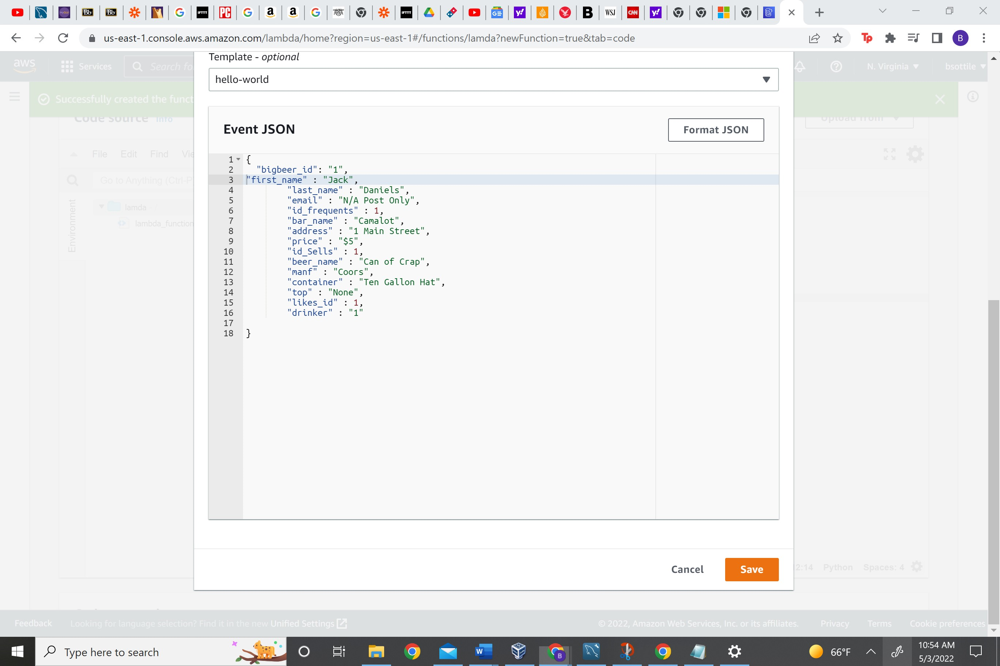 us-east-1.console.aws.amazon.com/lambda/home?region=us-east-1#/functions/lamda?newFunction=true&tab=code
aws
Services
Search fo
N. Virginia
bsottile
Template - optional
hello-world
Successfully created the funct
Code source Info
Upload from
Event JSON
Format JSON
File Edit Find Vie
Go to Anything (Ctrl-P
Environment
lamda
lambda_function
1 {
2 "bigbeer_id": "1",
3 "first_name" : "Jack",
4 "last_name" : "Daniels",
5 "email" : "N/A Post Only",
6 "id_frequents" : 1,
7 "bar_name" : "Camalot",
8 "address" : "1 Main Street",
9 "price" : "$5",
10 "id_Sells" : 1,
11 "beer_name" : "Can of Crap",
12 "manf" : "Coors",
13 "container" : "Ten Gallon Hat",
14 "top" : "None",
15 "likes_id" : 1,
16 "drinker" : "1"
17
18 }
Cancel
Save
2:14 Python Spaces: 4
Feedback
Looking for language selection? Find it in the new Unified Settings
© 2022, Amazon Web Services, Inc. or its affiliates.
Privacy
Terms
Cookie preferences
Type here to search
66°F
10:54 AM
5/3/2022